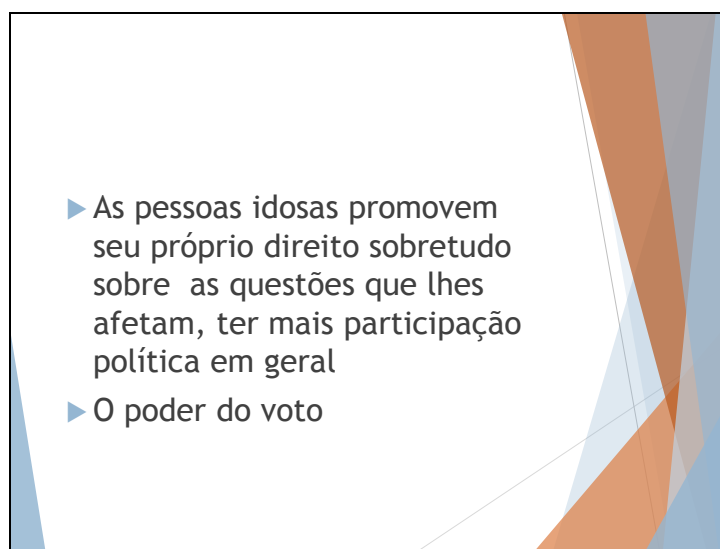 As pessoas idosas promovem
seu próprio direito sobretudo
sobre as questões que lhes
afetam, ter mais participação
política em geral
O poder do voto